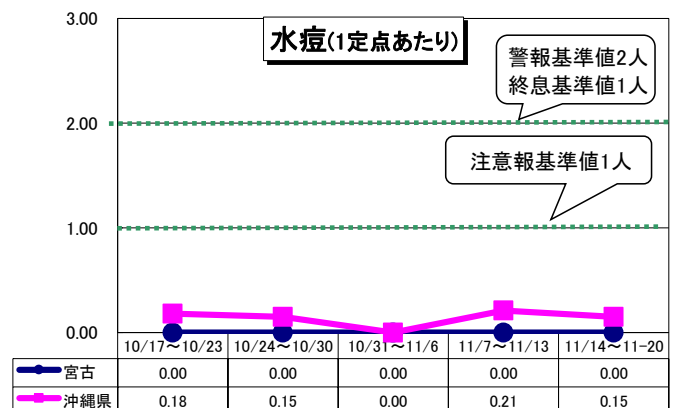 水痘(1定点あたり)
3.00
2.00
1.00
0.00
警報基準値2人
終息基準値1人
注意報基準値1人
10/17～10/23 10/24～10/30 10/31～11/6 11/7～11/13 11/14～11-20
宮古 0.00 0.00 0.00 0.00 0.00
沖縄県 0.18 0.15 0.00 0.21 0.15